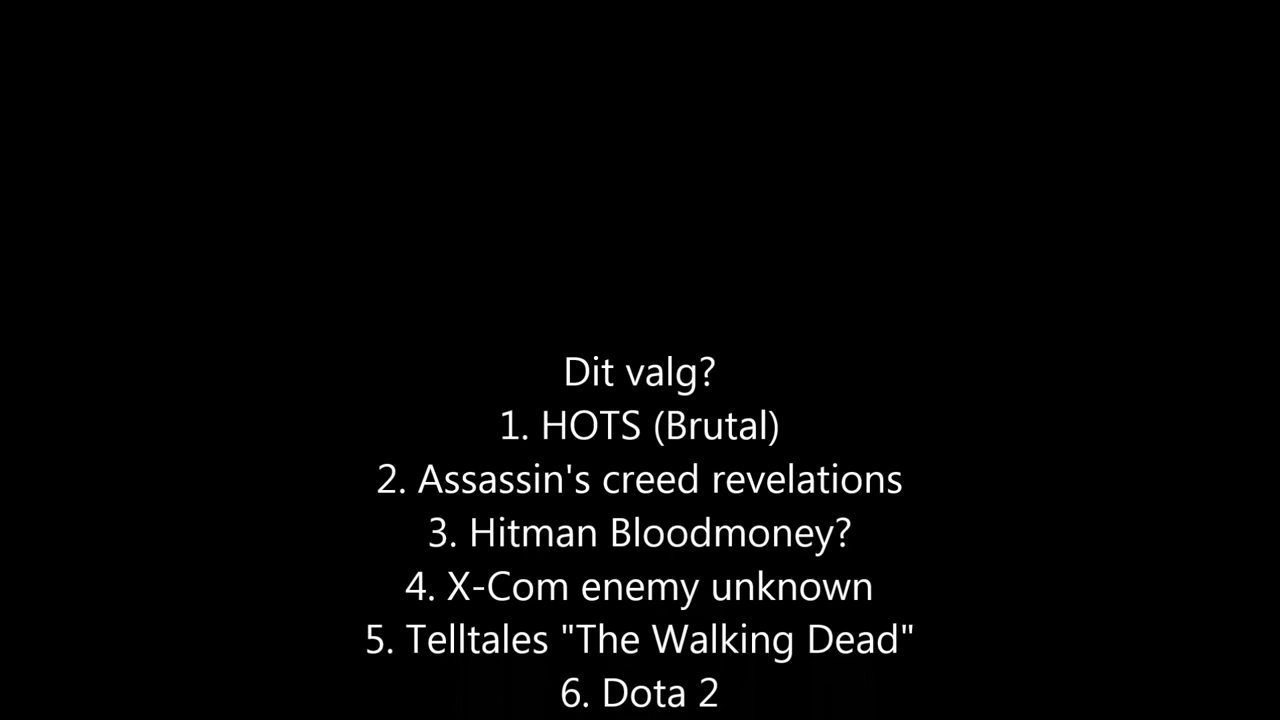 Dit valg?
1. HOTS (Brutal)
2. Assassin's creed revelations
3. Hitman Bloodmoney?
4. X-Com enemy unknown
5. Telltales "The Walking Dead"
6. Dota 2